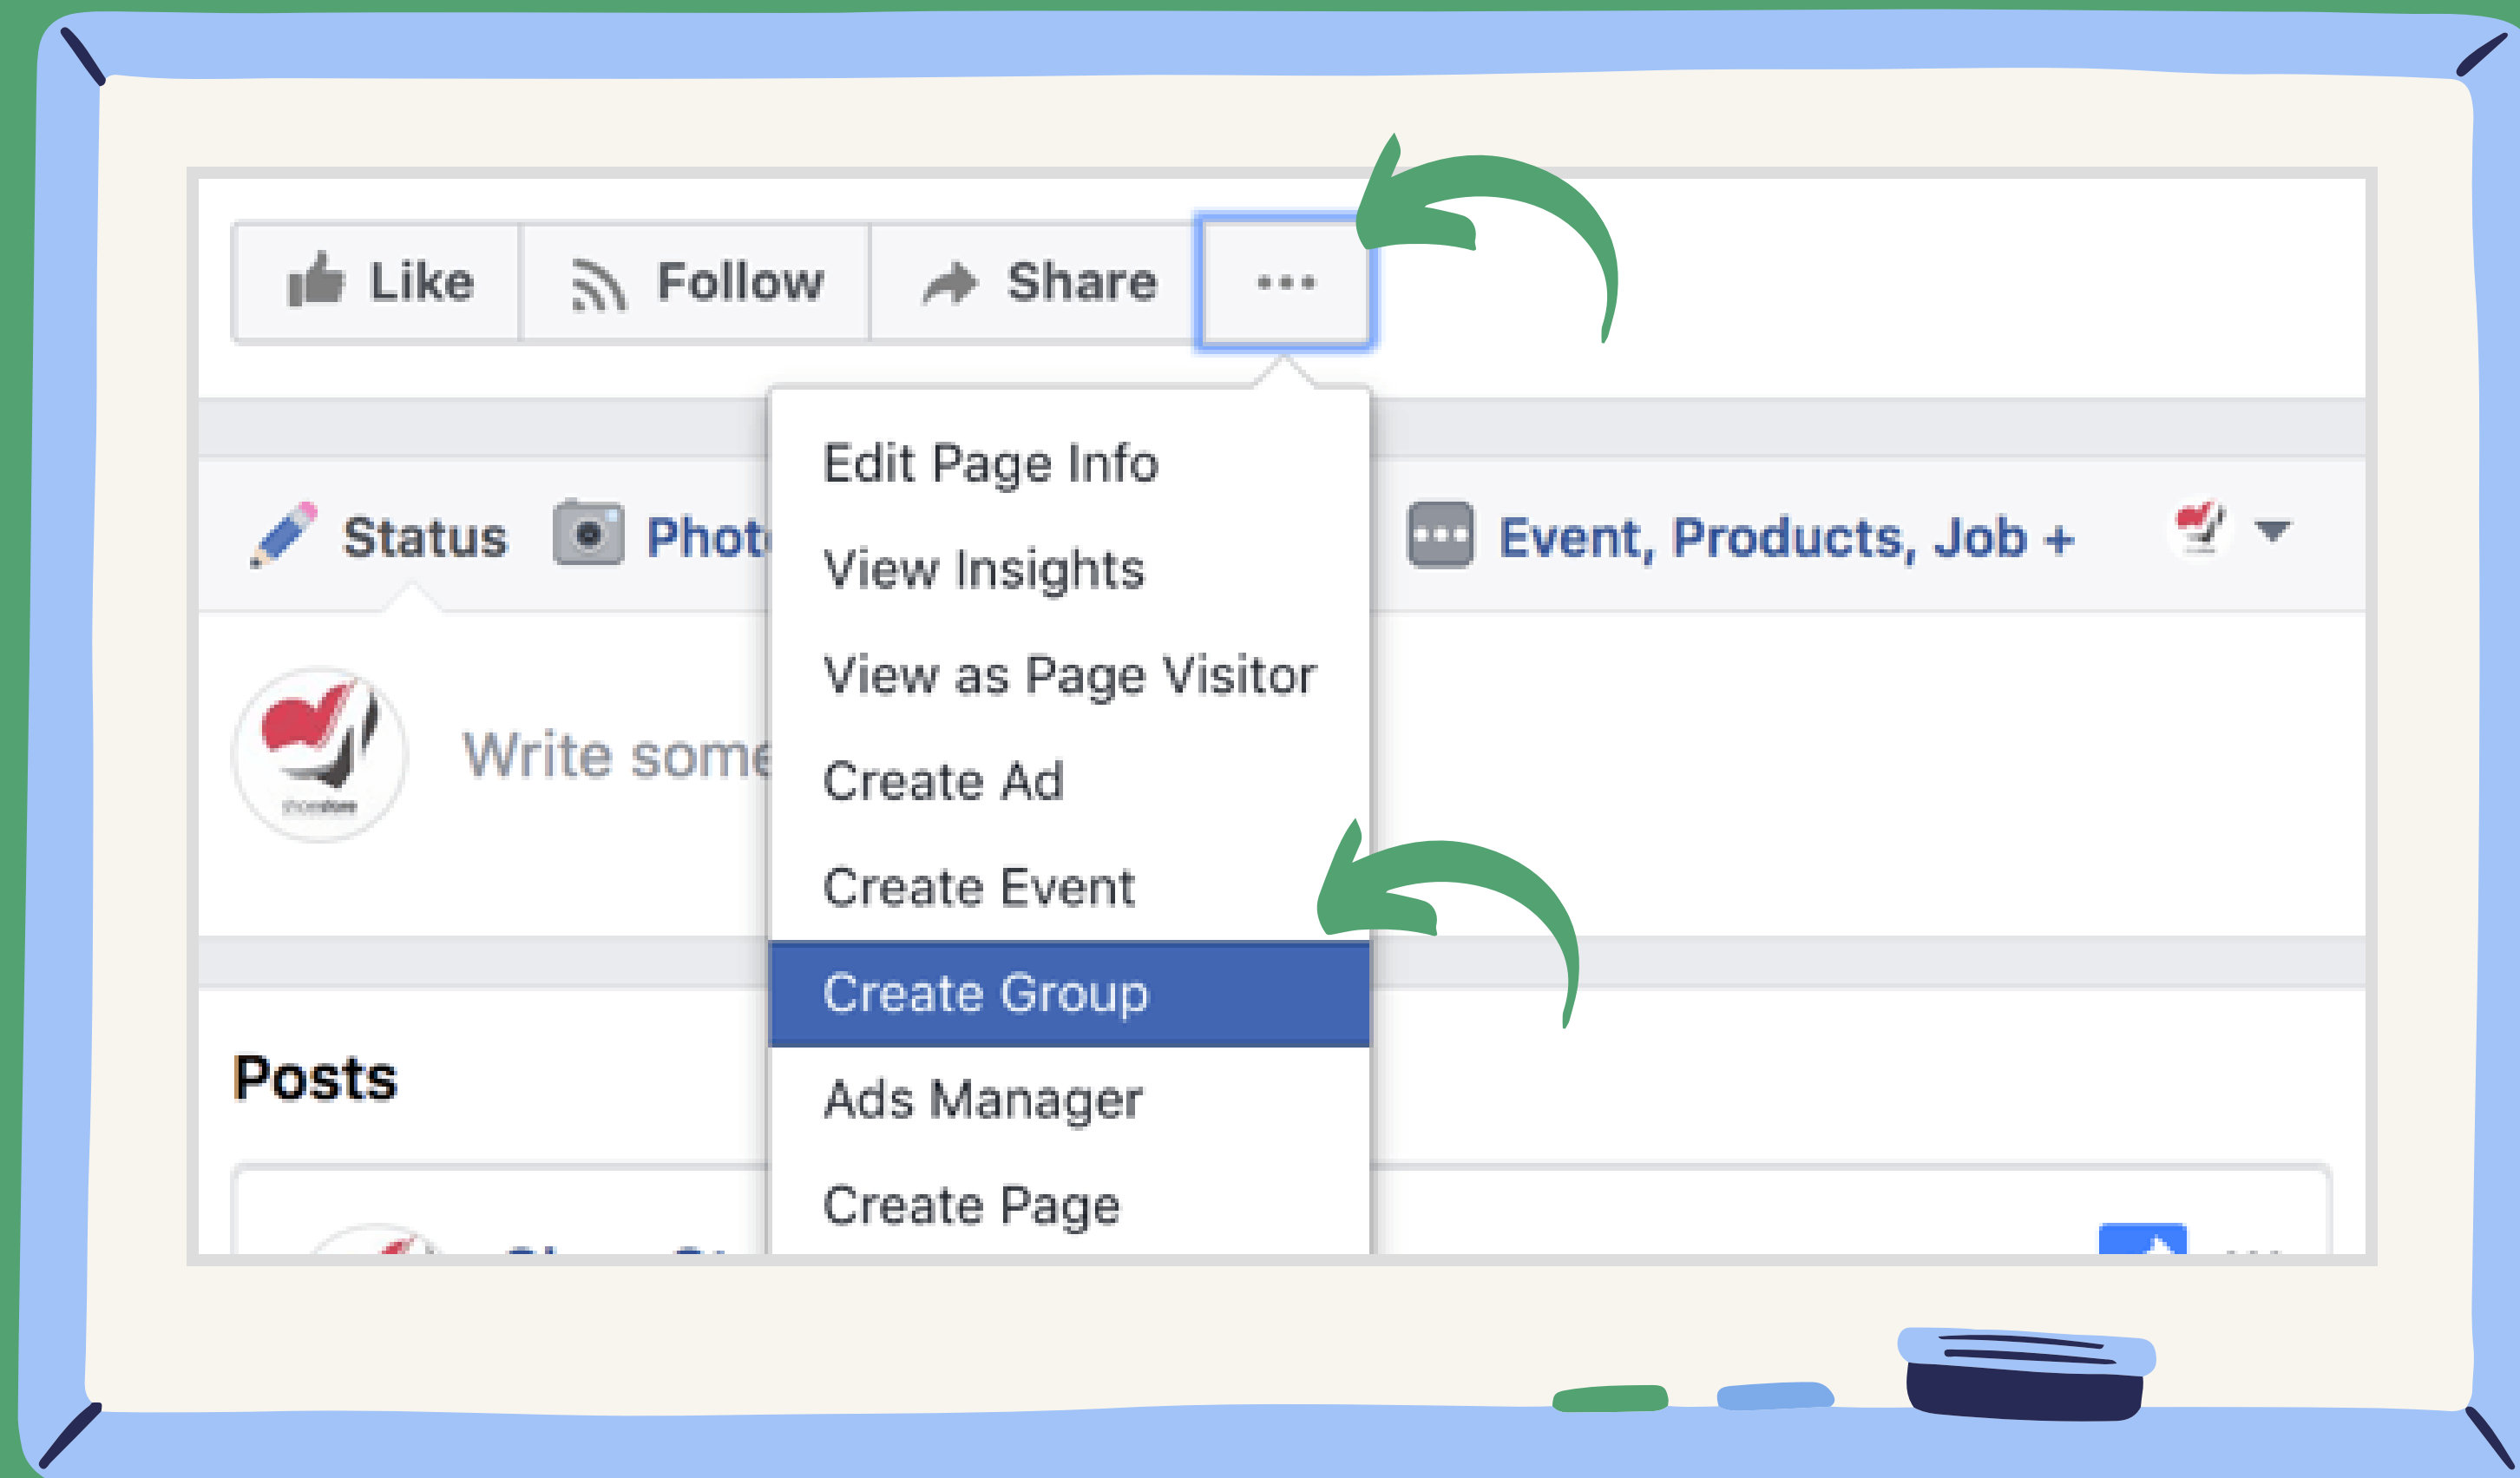 Like Follow Share ...
Edit Page Info
View Insights
View as Page Visitor
Create Ad
Create Event
Create Group
Ads Manager
Create Page
Status Phot
Event, Products, Job +
Write some
Posts